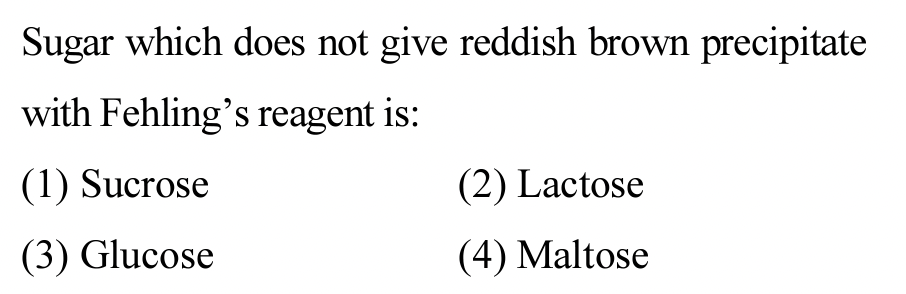 Sugar which does not give reddish brown precipitate
with Fehling’s reagent is:
(1) Sucrose (2) Lactose
(3) Glucose (4) Maltose